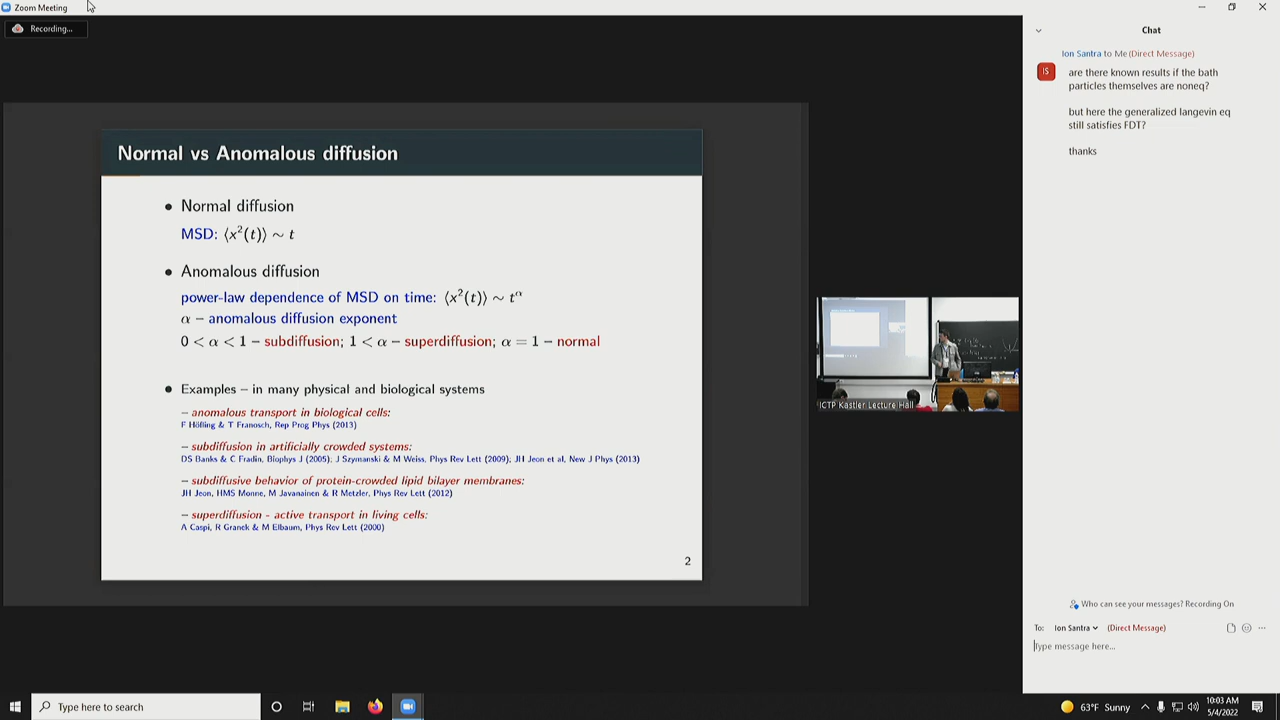 Zoom Meeting
Recording...
Chat
Ion Santra to Me (Direct Message)
IS
are there known results if the bath
particles themselves are noneq?
but here the generalized langevin eq
still satisfies FDT?
thanks
Normal vs Anomalous diffusion
• Normal diffusion
MSD: ⟨x²(t)⟩ ∼ t
• Anomalous diffusion
power-law dependence of MSD on time: ⟨x²(t)⟩ ∼ t^α
α – anomalous diffusion exponent
0 < α < 1 – subdiffusion; 1 < α – superdiffusion; α = 1 – normal
• Examples – in many physical and biological systems
– anomalous transport in biological cells:
F Höfling & T Franosch, Rep Prog Phys (2013)
– subdiffusion in artificially crowded systems:
DS Banks & C Fradin, Biophys J (2005); J Szymanski & M Weiss, Phys Rev Lett (2009); JH Jeon et al, New J Phys (2013)
– subdiffusive behavior of protein-crowded lipid bilayer membranes:
JH Jeon, HMS Monne, M Javanainen & R Metzler, Phys Rev Lett (2012)
– superdiffusion - active transport in living cells:
A Caspi, R Granek & M Elbaum, Phys Rev Lett (2000)
2
ICTP Kastler Lecture Hall
Who can see your messages? Recording On
To: Ion Santra (Direct Message)
Type message here...
Type here to search
63°F Sunny
10:03 AM
5/4/2022